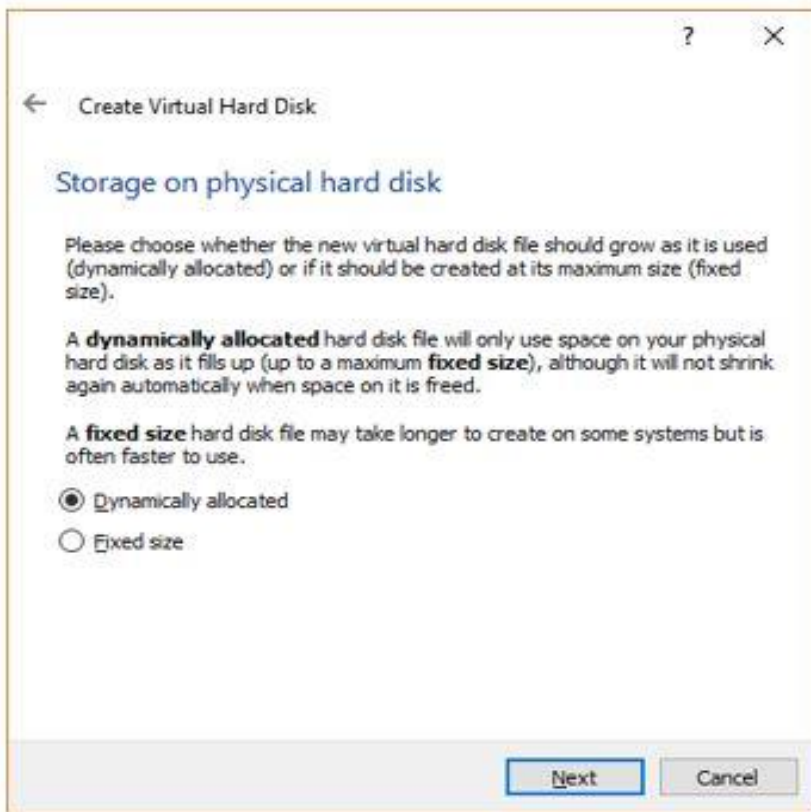 ?
Create Virtual Hard Disk
Storage on physical hard disk
Please choose whether the new virtual hard disk file should grow as it is used
(dynamically allocated) or if it should be created at its maximum size (fixed
size).
A dynamically allocated hard disk file will only use space on your physical
hard disk as it fills up (up to a maximum fixed size), although it will not shrink
again automatically when space on it is freed.
A fixed size hard disk file may take longer to create on some systems but is
often faster to use.
Dynamically allocated
Fixed size
Next Cancel